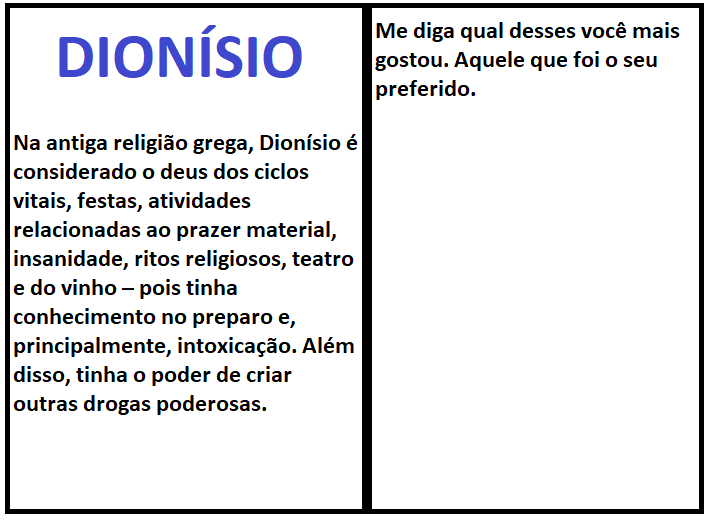 DIONÍSIO
Na antiga religião grega, Dionísio é
considerado o deus dos ciclos
vitais, festas, atividades
relacionadas ao prazer material,
insanidade, ritos religiosos, teatro
e do vinho – pois tinha
conhecimento no preparo e,
principalmente, intoxicação. Além
disso, tinha o poder de criar
outras drogas poderosas.
Me diga qual desses você mais
gostou. Aquele que foi o seu
preferido.